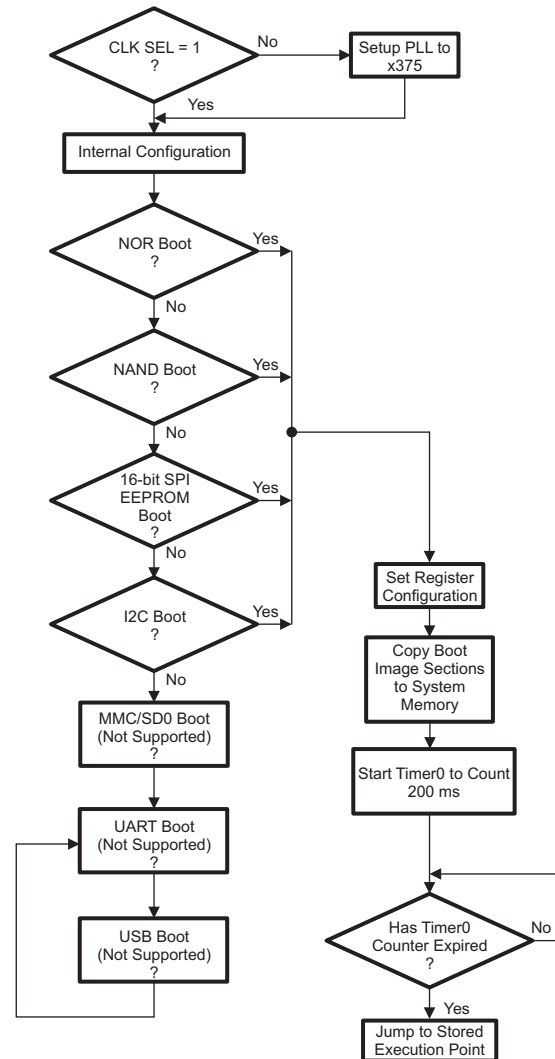 CLK SEL = 1
?
No
Setup PLL to
x375
Yes
Internal Configuration
NOR Boot
?
Yes
No
NAND Boot
?
Yes
No
16-bit SPI
EEPROM
Boot
?
Yes
No
I2C Boot
?
Yes
No
MMC/SD0 Boot
(Not Supported)
?
UART Boot
(Not Supported)
?
USB Boot
(Not Supported)
?
Set Register
Configuration
Copy Boot
Image Sections
to System
Memory
Start Timer0 to Count
200 ms
Has Timer0
Counter Expired
?
No
Yes
Jump to Stored
Execution Point